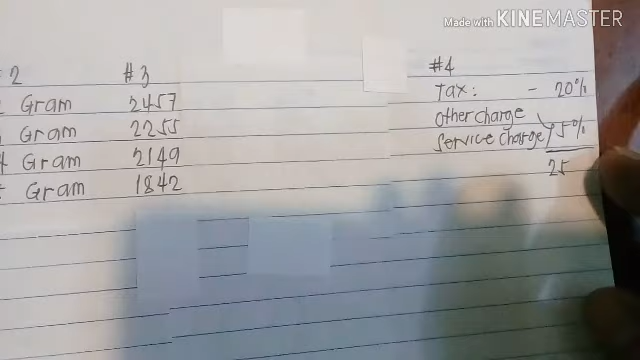 Made with KINEMASTER
2 #3
Gram 2457
Gram 2255
4 Gram 2149
Gram 1842
#4
Tax: - 20%
Other charge
Service charge 5%
25